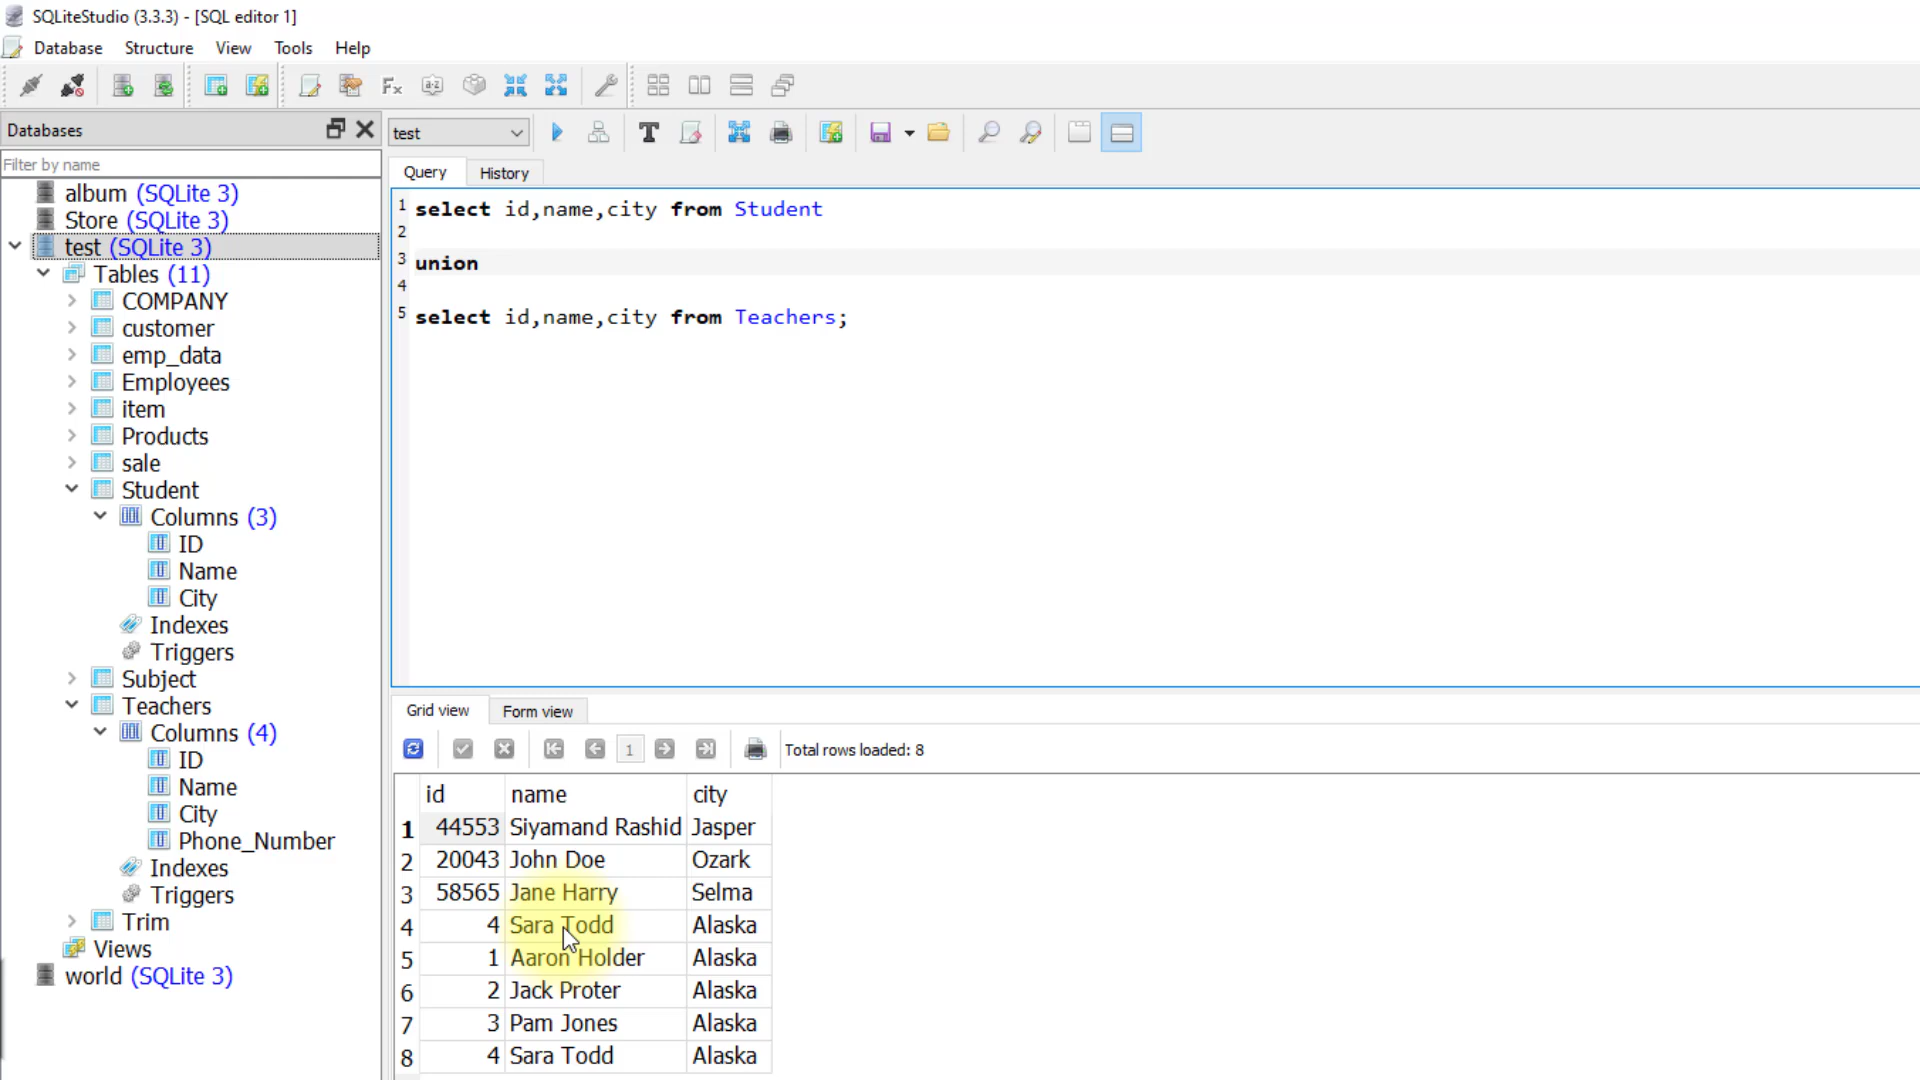 SQLiteStudio (3.3.3) - [SQL editor 1]
Database Structure View Tools Help
Databases
Filter by name
album (SQLite 3)
Store (SQLite 3)
test (SQLite 3)
Tables (11)
COMPANY
customer
emp_data
Employees
item
Products
sale
Student
Columns (3)
ID
Name
City
Indexes
Triggers
Subject
Teachers
Columns (4)
ID
Name
City
Phone_Number
Indexes
Triggers
Trim
Views
world (SQLite 3)
test
Query History
1 select id,name,city from Student
2
3 union
4
5 select id,name,city from Teachers;
Grid view Form view
1 Total rows loaded: 8
id name city
1 44553 Siyamand Rashid Jasper
2 20043 John Doe Ozark
3 58565 Jane Harry Selma
4 4 Sara Todd Alaska
5 1 Aaron Holder Alaska
6 2 Jack Proter Alaska
7 3 Pam Jones Alaska
8 4 Sara Todd Alaska